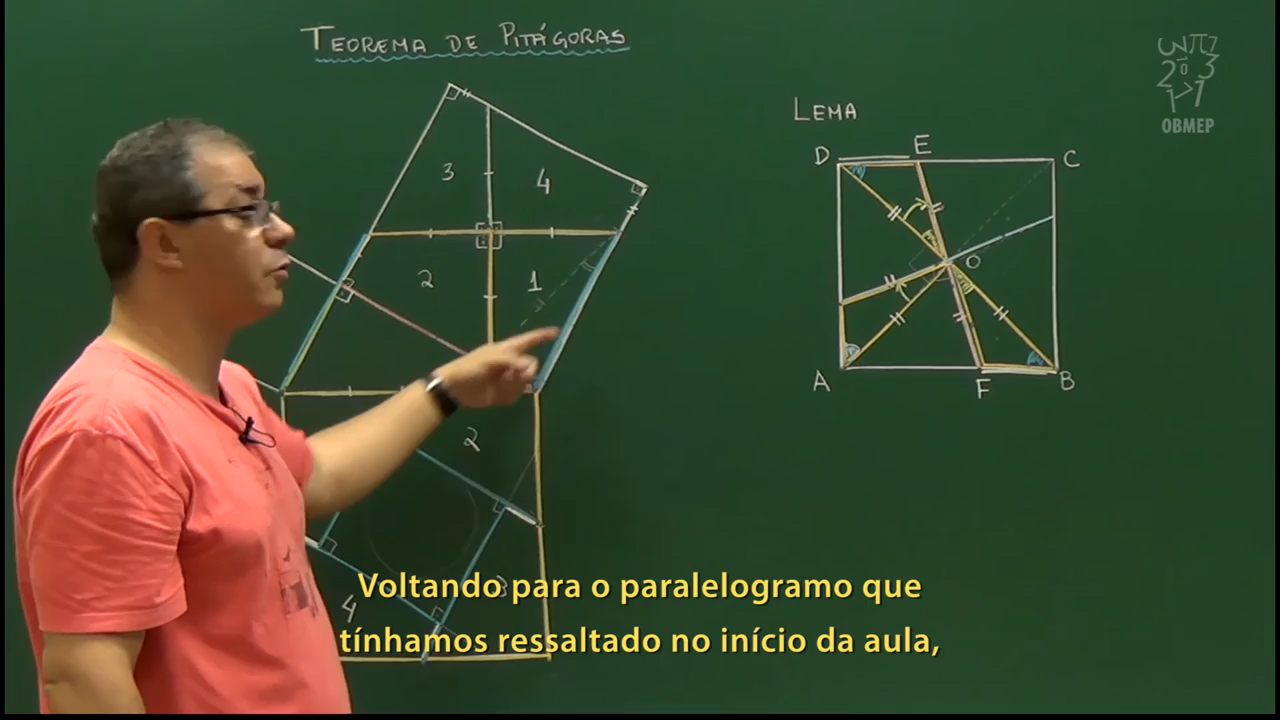 TEOREMA DE PITÁGORAS
LEMA
OBMEP
D E C
O
A F B
3 4
2 1
2
3
4
Voltando para o paralelogramo que
tínhamos ressaltado no início da aula,